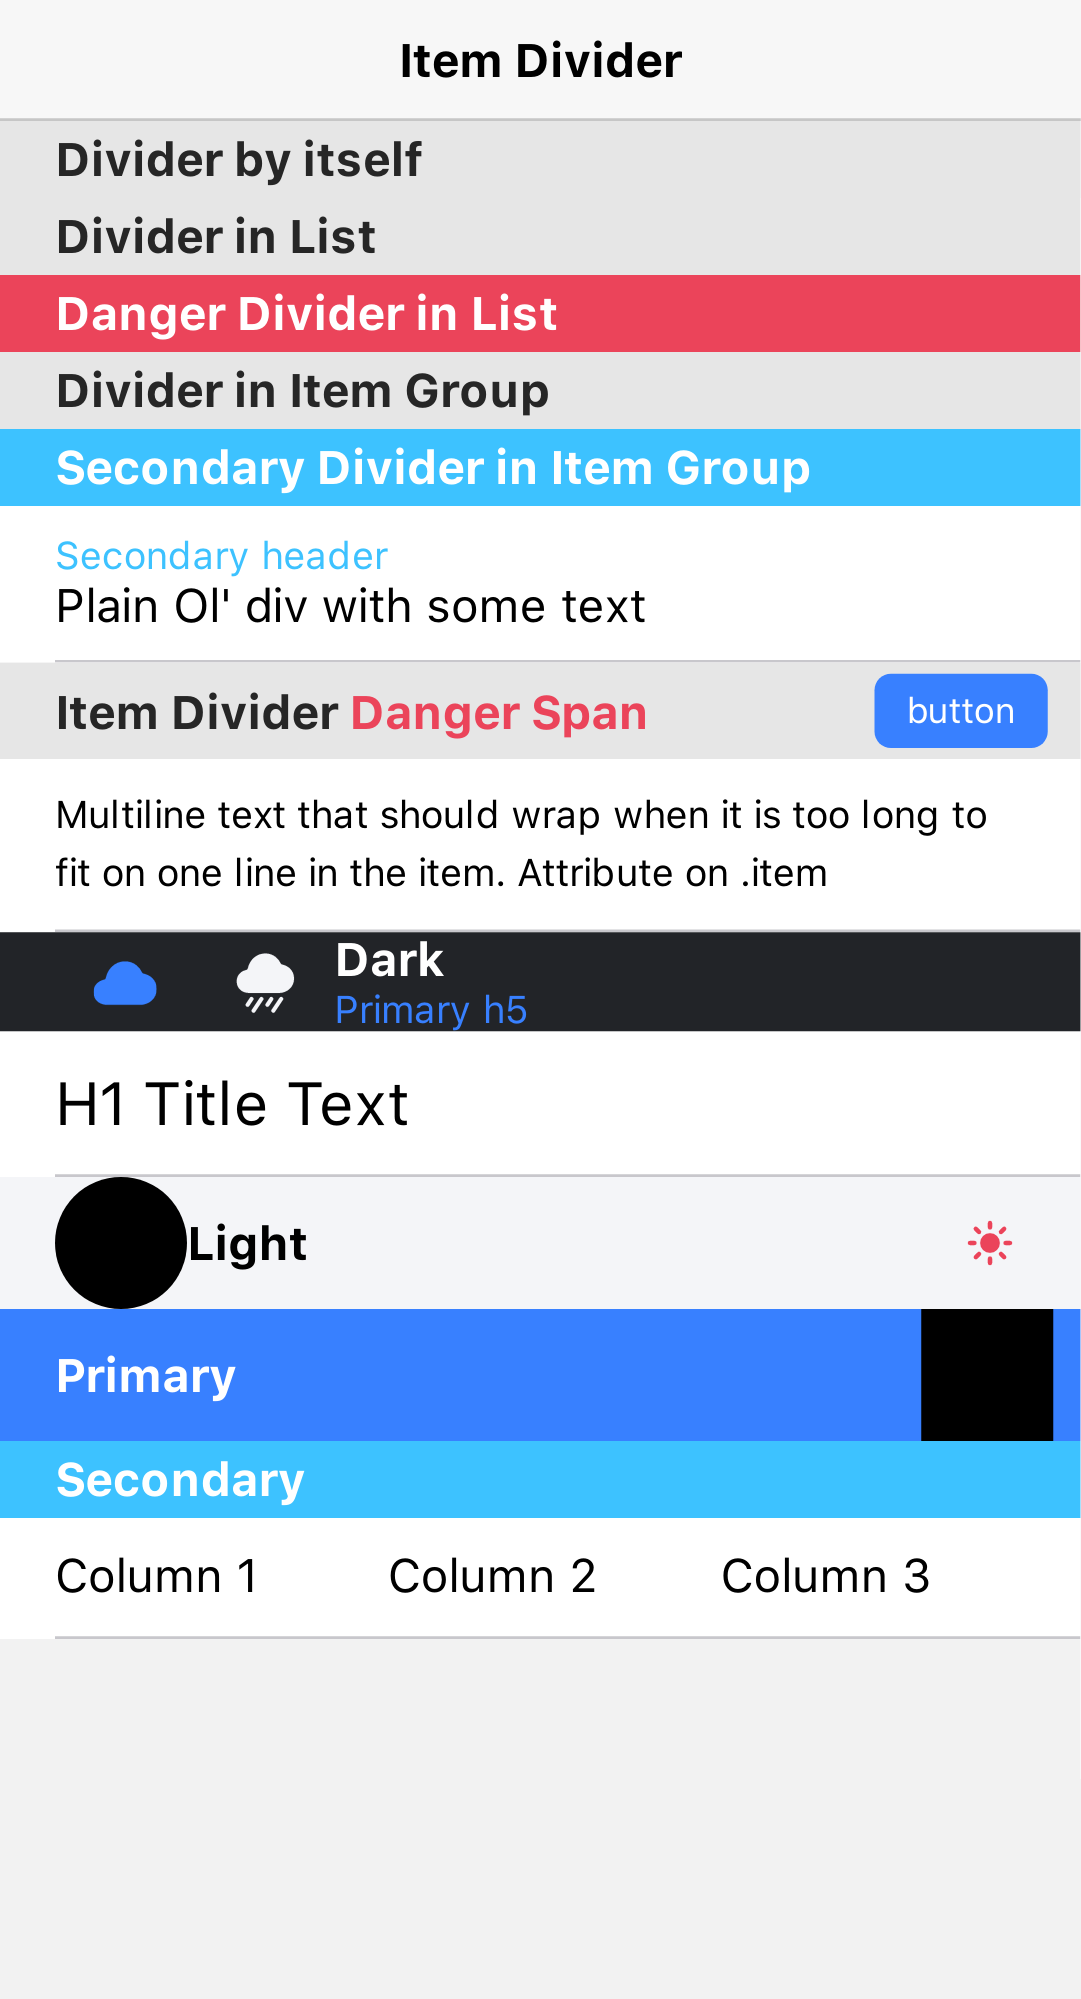 Item Divider
Divider by itself
Divider in List
Danger Divider in List
Divider in Item Group
Secondary Divider in Item Group
Secondary header
Plain Ol' div with some text
Item Divider Danger Span button
Multiline text that should wrap when it is too long to
fit on one line in the item. Attribute on .item
Dark
Primary h5
H1 Title Text
Light
Primary
Secondary
Column 1 Column 2 Column 3